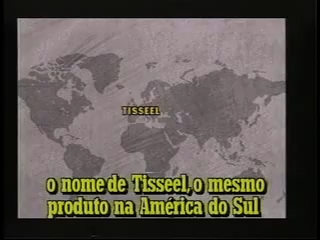 TISSEEL
o nome de Tisseel, o mesmo
produto na América do Sul